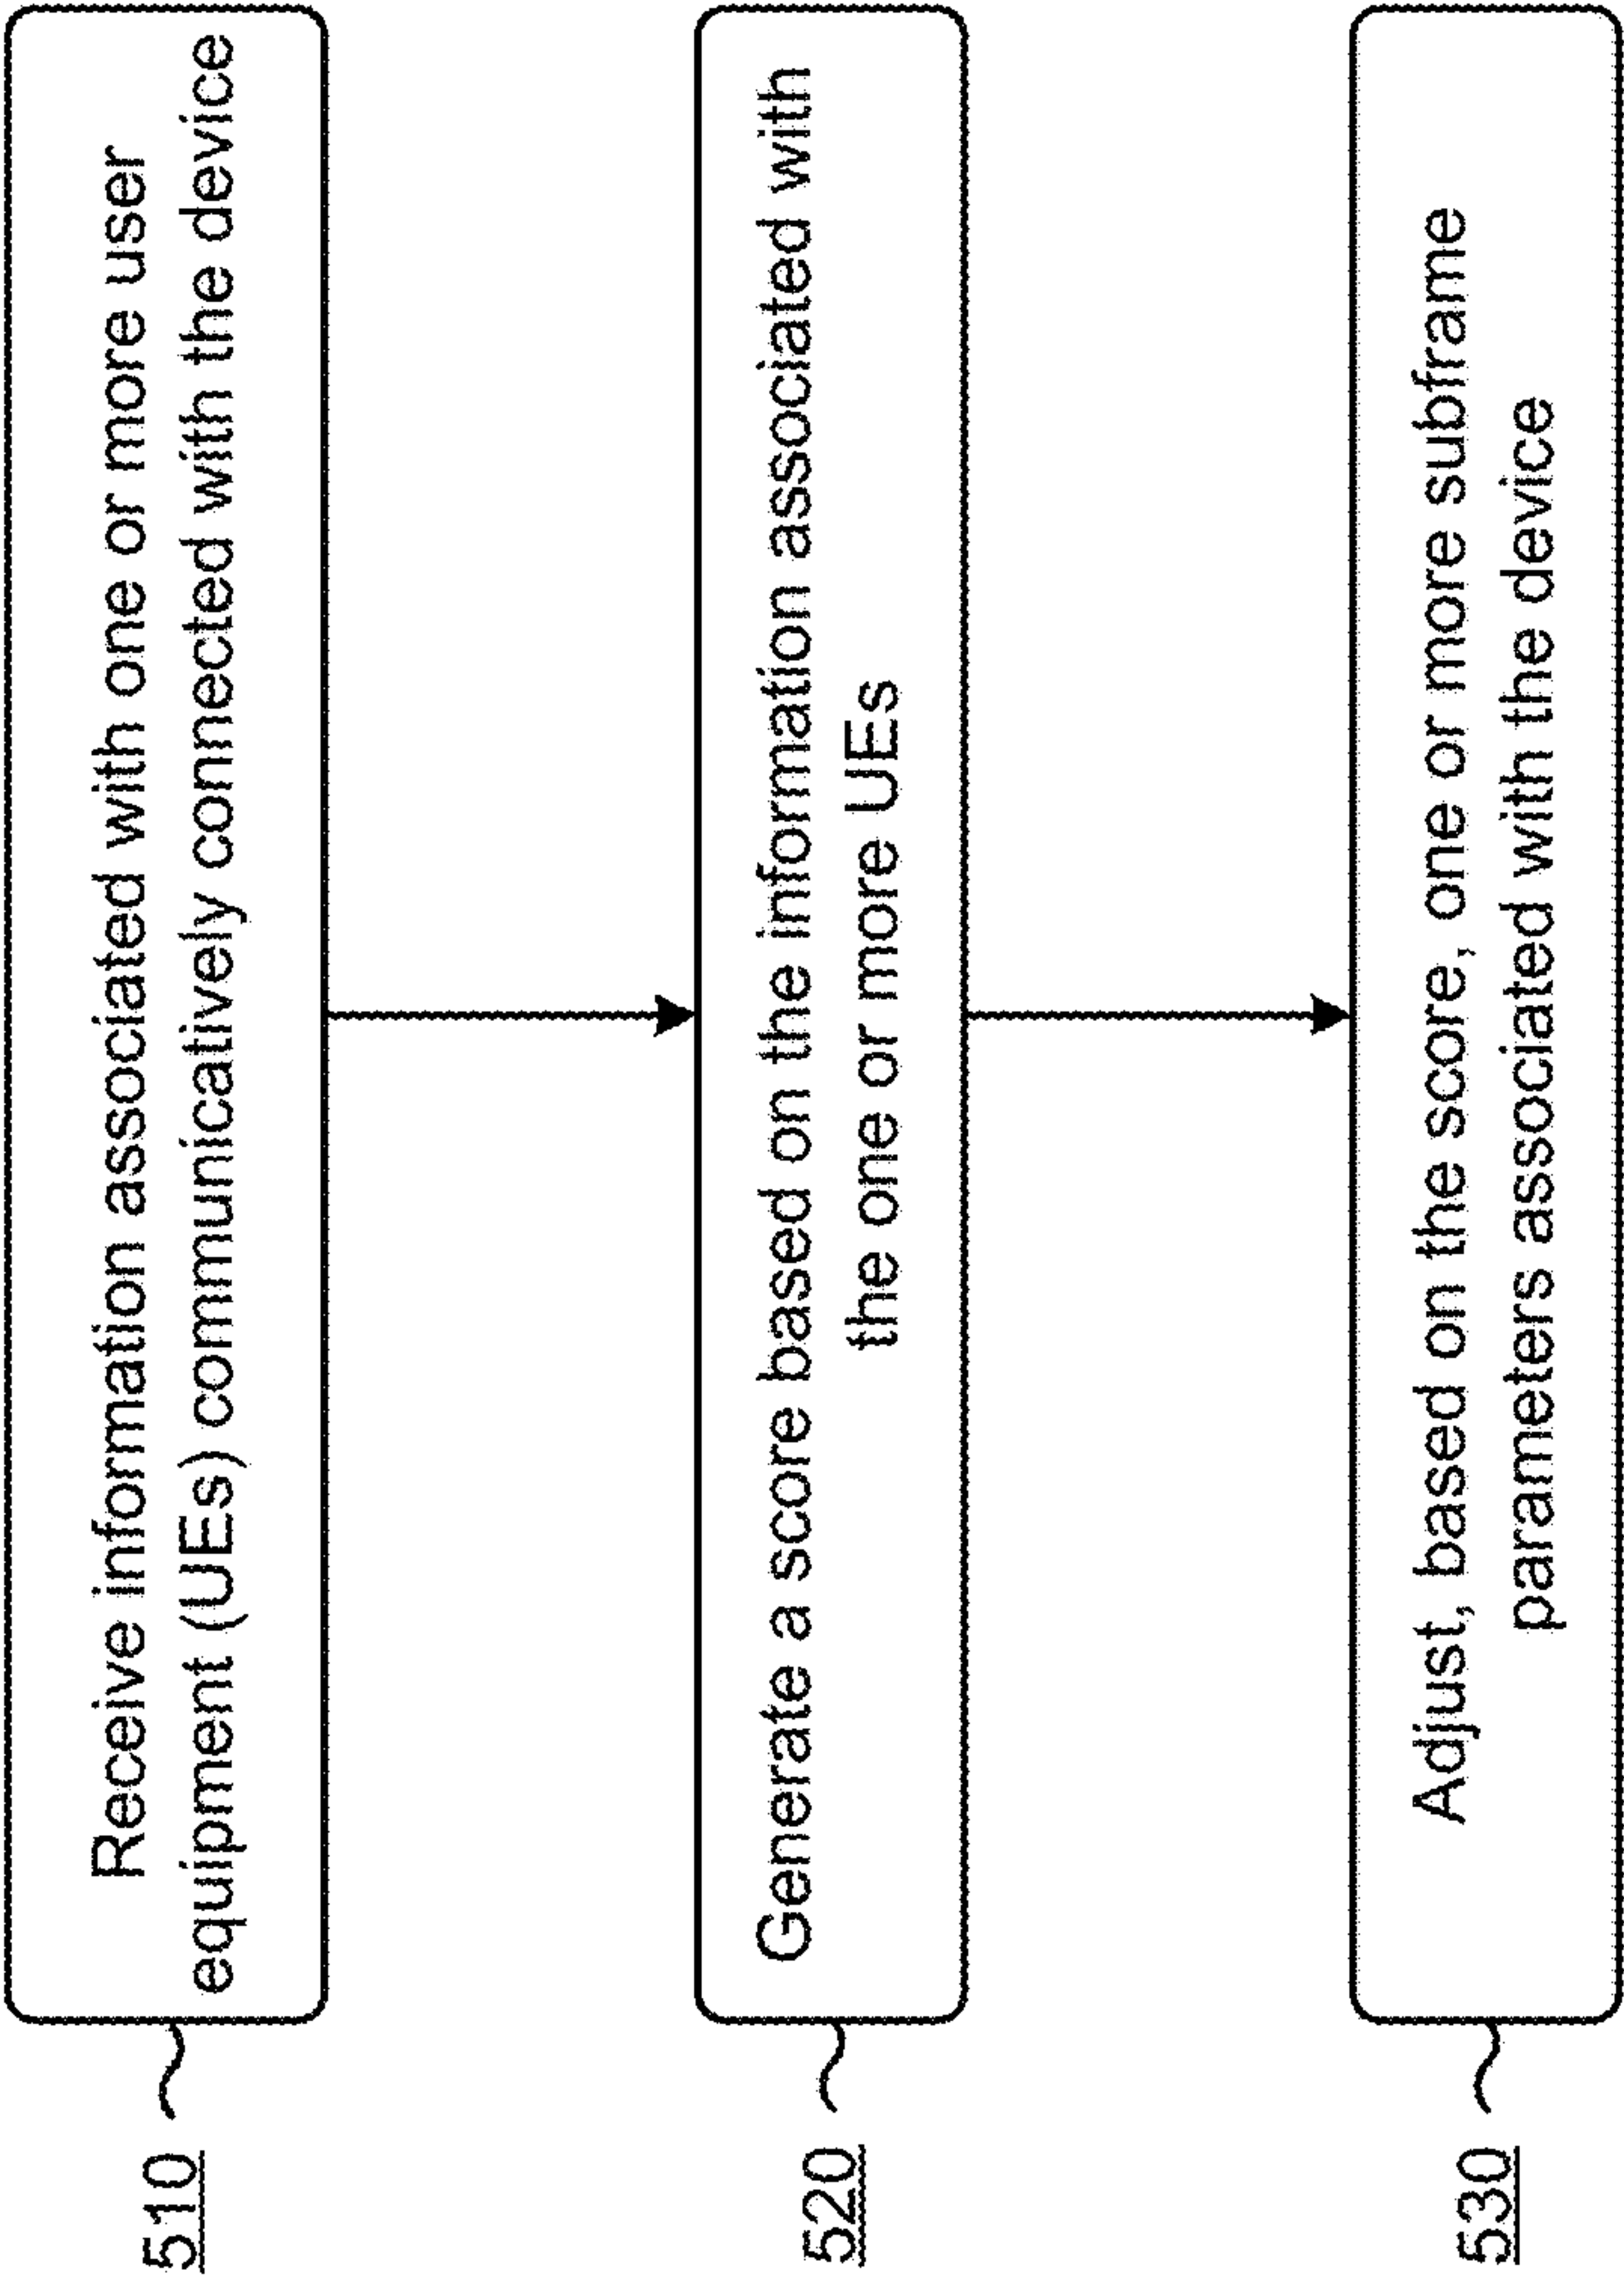 510
Receive information associated with one or more user
equipment (UEs) communicatively connected with the device
520
Generate a score based on the information associated with
the one or more UEs
530
Adjust, based on the score, one or more subframe
parameters associated with the device